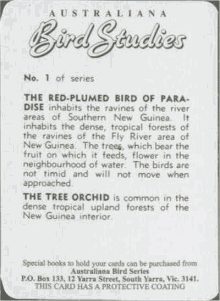 AUSTRALIANA
Bird Studies
No. 1 of series
THE RED-PLUMED BIRD OF PARA-
DISE inhabits the ravines of the river
areas of Southern New Guinea. It
inhabits the dense, tropical forests
of the ravines of the Fly River area of
New Guinea. The trees, which bear the
fruit on which it feeds, flower in the
neighbourhood of water. The birds are
not timid and will not move when
approached.
THE TREE ORCHID is common in the
dense tropical upland forests of the
New Guinea interior.
Special books to hold your cards can be purchased from
Australiana Bird Series
P.O. Box 133, 12 Yarra Street, South Yarra, Vic. 3141.
THIS CARD HAS A PROTECTIVE COATING